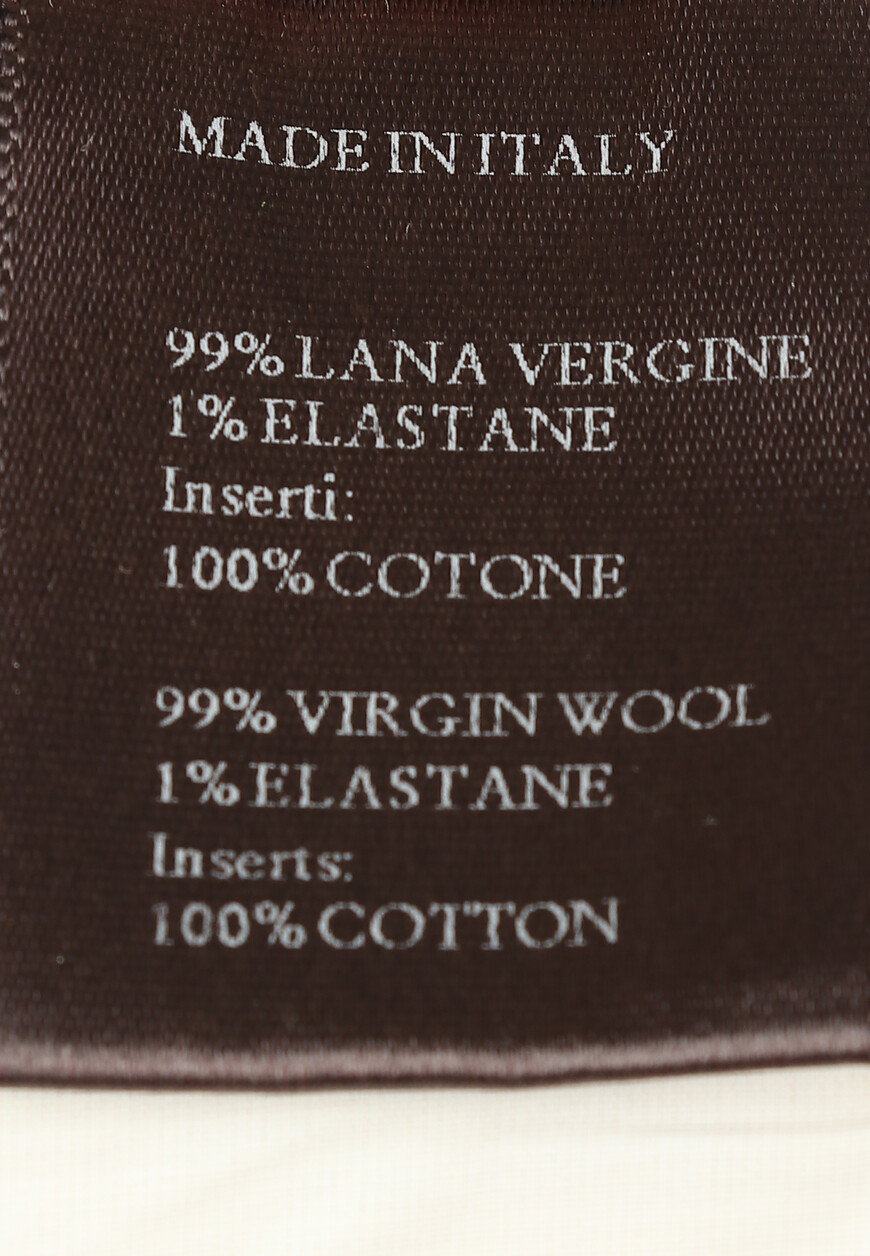 MADE IN ITALY
99% LANA VERGINE
1% ELASTANE
Inserti:
100% COTONE
99% VIRGIN WOOL
1% ELASTANE
Inserts:
100% COTTON